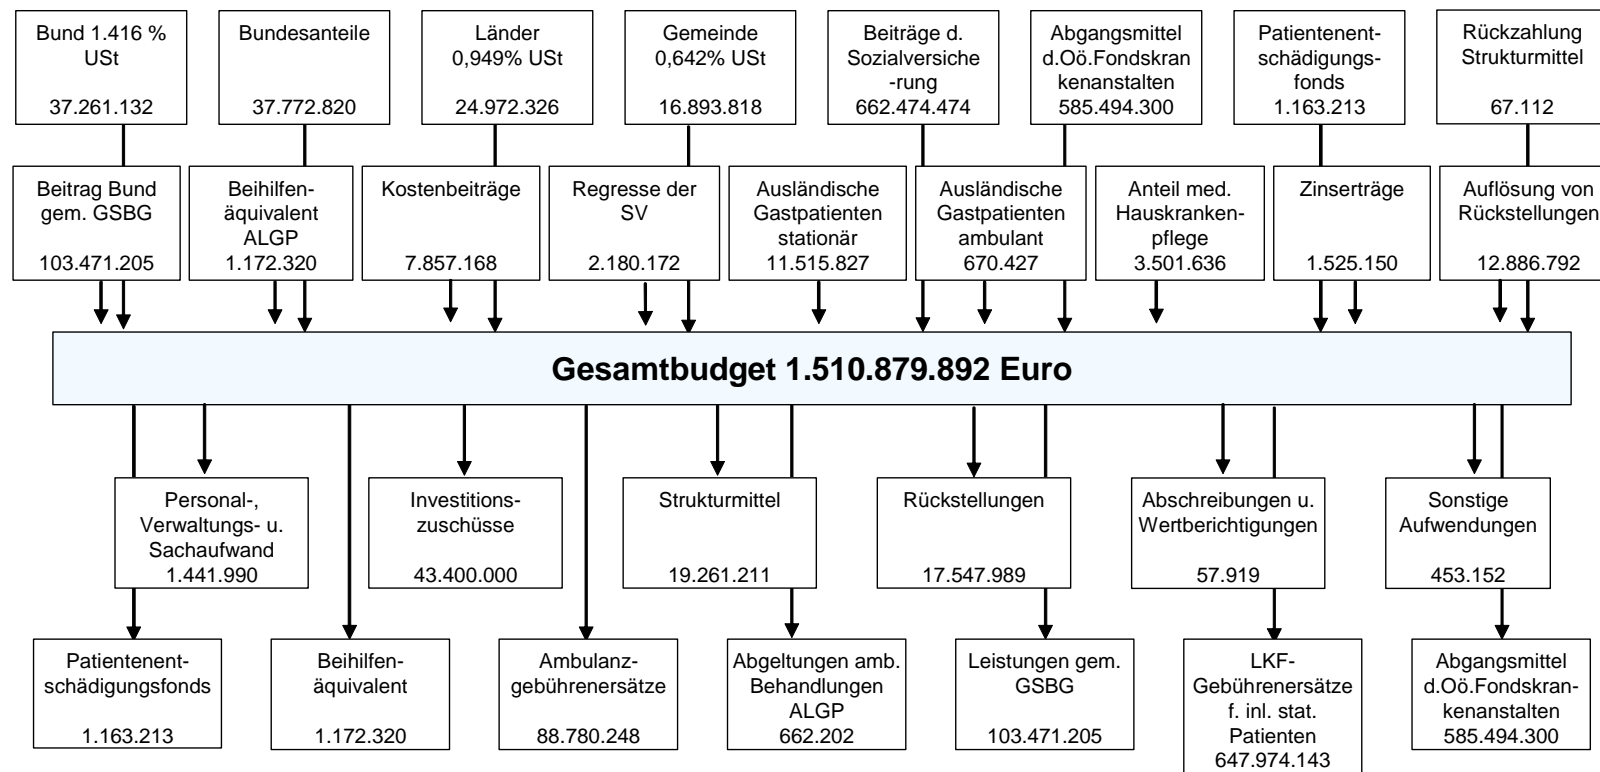 Bund 1.416 %
USt
37.261.132
Bundesanteile
37.772.820
Länder
0,949% USt
24.972.326
Gemeinde
0,642% USt
16.893.818
Beiträge d.
Sozialversiche
-rung
662.474.474
Abgangsmittel
d.Oö.Fondskran
kenanstalten
585.494.300
Patientenent-
schädigungs-
fonds
1.163.213
Rückzahlung
Strukturmittel
67.112
Beitrag Bund
gem. GSBG
103.471.205
Beihilfen-
äquivalent
ALGP
1.172.320
Kostenbeiträge
7.857.168
Regresse der
SV
2.180.172
Ausländische
Gastpatienten
stationär
11.515.827
Ausländische
Gastpatienten
ambulant
670.427
Anteil med.
Hauskranken-
pflege
3.501.636
Zinserträge
1.525.150
Auflösung von
Rückstellungen
12.886.792
Gesamtbudget 1.510.879.892 Euro
Personal-,
Verwaltungs- u.
Sachaufwand
1.441.990
Investitions-
zuschüsse
43.400.000
Strukturmittel
19.261.211
Rückstellungen
17.547.989
Abschreibungen u.
Wertberichtigungen
57.919
Sonstige
Aufwendungen
453.152
Patientenent-
schädigungsfonds
1.163.213
Beihilfen-
äquivalent
1.172.320
Ambulanz-
gebührenersätze
88.780.248
Abgeltungen amb.
Behandlungen
ALGP
662.202
Leistungen gem.
GSBG
103.471.205
LKF-
Gebührenersätze
f. inl. stat.
Patienten
647.974.143
Abgangsmittel
d.Oö.Fondskran-
kenanstalten
585.494.300